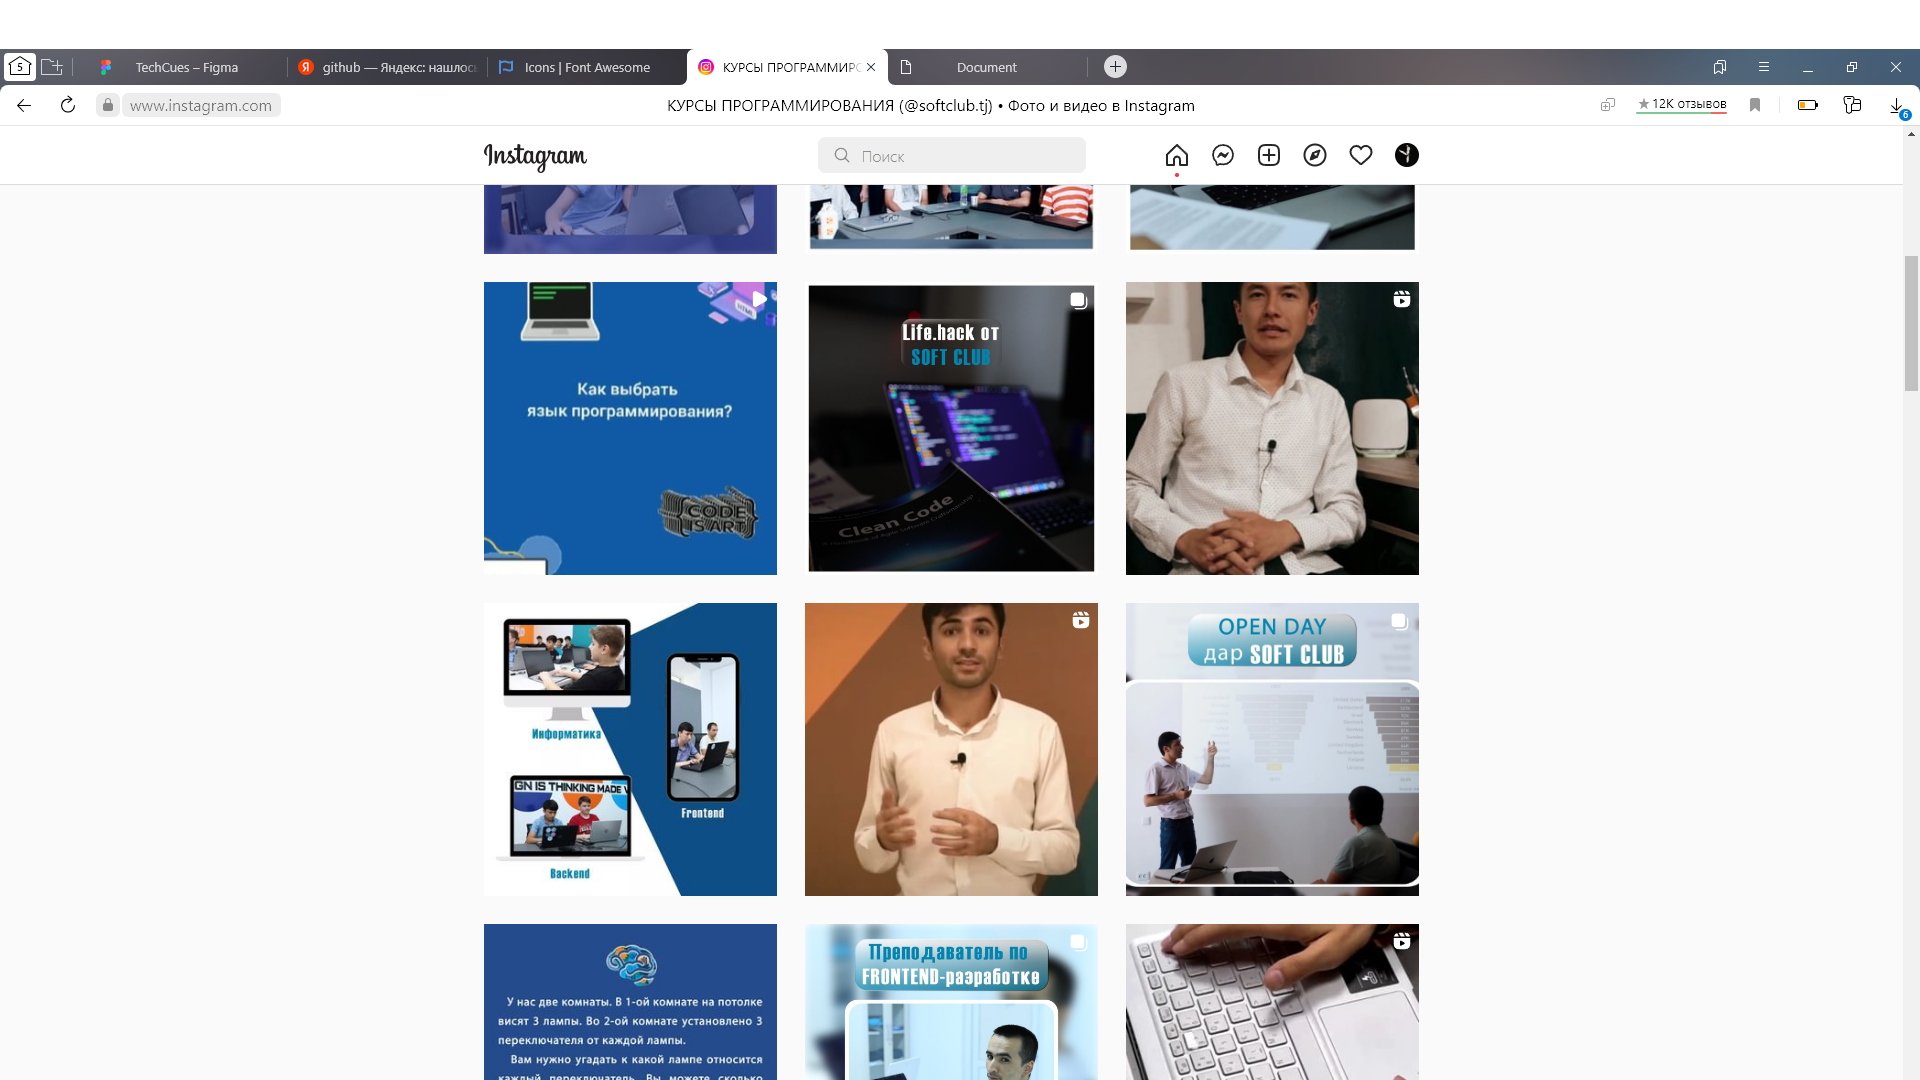 5
TechCues – Figma
github — Яндекс: нашлос
Icons | Font Awesome
КУРСЫ ПРОГРАММИРО
Document
www.instagram.com
КУРСЫ ПРОГРАММИРОВАНИЯ (@softclub.tj) • Фото и видео в Instagram
12K отзывов
6
Instagram
Поиск
HTML
Как выбрать
язык программирования?
CODE
IS ART
Life.hack от
SOFT CLUB
Clean Code
Информатика
GN IS THINKING MADE V
Backend
Frontend
OPEN DAY
дар SOFT CLUB
У нас две комнаты. В 1-ой комнате на потолке
висят 3 лампы. Во 2-ой комнате установлено 3
переключателя от каждой лампы.
Вам нужно угадать к какой лампе относится
каждый переключатель. Вы можете сколько
Преподаватель по
FRONTEND-разработке